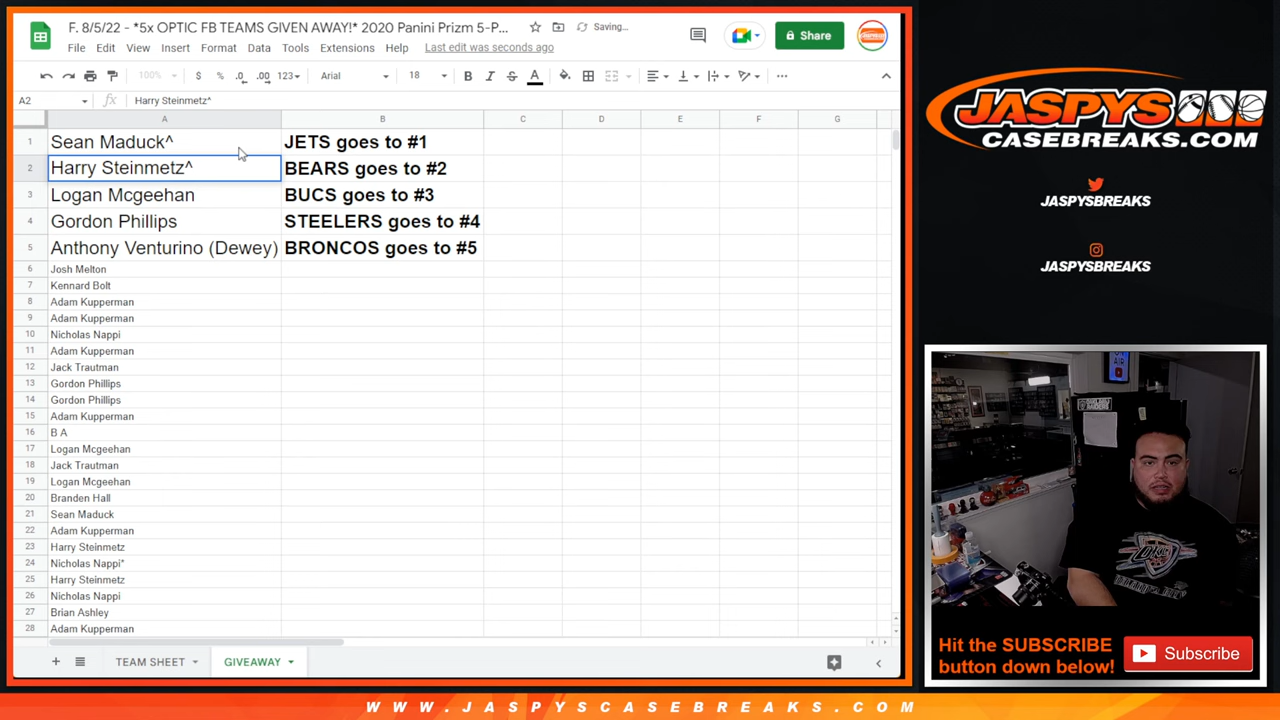 F. 8/5/22 - *5x OPTIC FB TEAMS GIVEN AWAY!* 2020 Panini Prizm 5-P...
Saving...
Share
File Edit View Insert Format Data Tools Extensions Help Last edit was seconds ago
100% $ % .0 .00 123 Arial 18 B I S A
A2 fx Harry Steinmetz^
A B C D E F G
1 Sean Maduck^ JETS goes to #1
2 Harry Steinmetz^ BEARS goes to #2
3 Logan Mcgeehan BUCS goes to #3
4 Gordon Phillips STEELERS goes to #4
5 Anthony Venturino (Dewey) BRONCOS goes to #5
6 Josh Melton
7 Kennard Bolt
8 Adam Kupperman
9 Adam Kupperman
10 Nicholas Nappi
11 Adam Kupperman
12 Jack Trautman
13 Gordon Phillips
14 Gordon Phillips
15 Adam Kupperman
16 B A
17 Logan Mcgeehan
18 Jack Trautman
19 Logan Mcgeehan
20 Branden Hall
21 Sean Maduck
22 Adam Kupperman
23 Harry Steinmetz
24 Nicholas Nappi*
25 Harry Steinmetz
26 Nicholas Nappi
27 Brian Ashley
28 Adam Kupperman
TEAM SHEET GIVEAWAY
JASPYS
CASEBREAKS.COM
JASPYSBREAKS
JASPYSBREAKS
ON
AIR
OKC
Hit the SUBSCRIBE
button down below!
Subscribe
WWW.JASPYSCASEBREAKS.COM